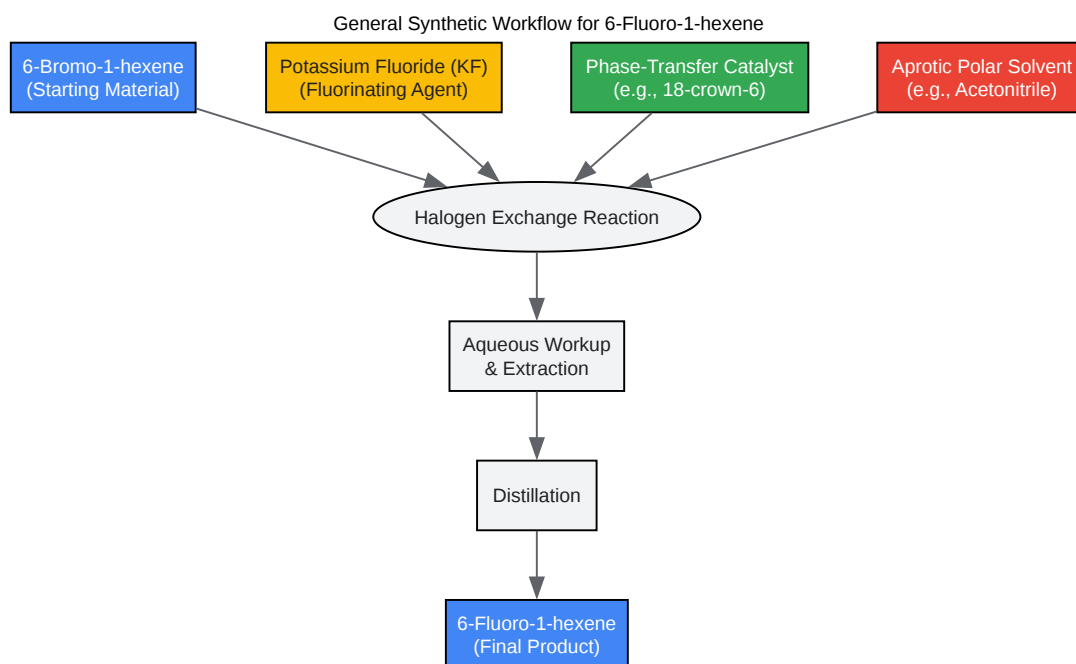 General Synthetic Workflow for 6-Fluoro-1-hexene
6-Bromo-1-hexene
(Starting Material)
Potassium Fluoride (KF)
(Fluorinating Agent)
Phase-Transfer Catalyst
(e.g., 18-crown-6)
Aprotic Polar Solvent
(e.g., Acetonitrile)
Halogen Exchange Reaction
Aqueous Workup
& Extraction
Distillation
6-Fluoro-1-hexene
(Final Product)